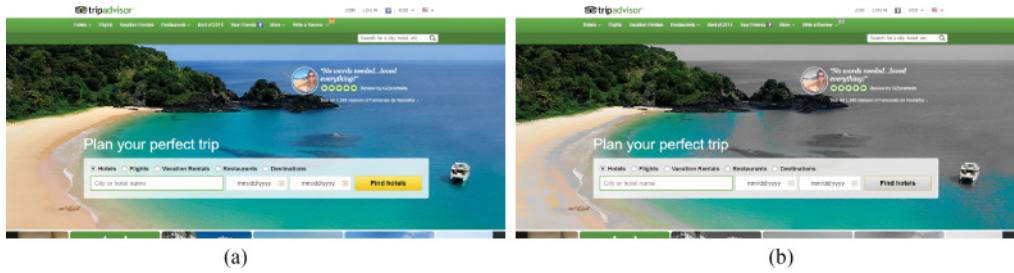 tripadvisor
JOIN LOG IN USD
Hotels Flights Vacation Rentals Restaurants Best of 2014 Your Friends More Write a Review
Search for a city, hotel, etc.
"No words needed...loved
everything!"
Review by
Plan your perfect trip
Hotels Flights Vacation Rentals Restaurants Destinations
City or hotel name mm/dd/yyyy mm/dd/yyyy Find hotels
(a)
tripadvisor
JOIN LOG IN USD
Hotels Flights Vacation Rentals Restaurants Best of 2014 Your Friends More Write a Review
Search for a city, hotel, etc.
"No words needed...loved
everything!"
Review by
Plan your perfect trip
Hotels Flights Vacation Rentals Restaurants Destinations
City or hotel name mm/dd/yyyy mm/dd/yyyy Find hotels
(b)